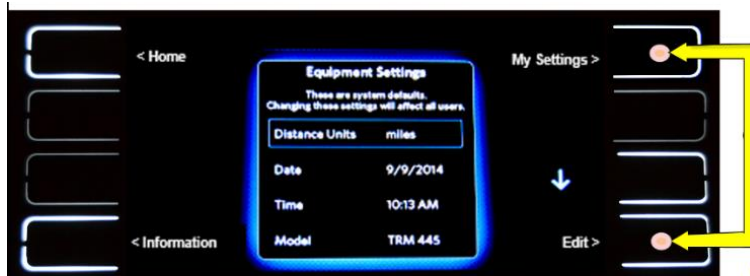 < Home
My Settings >
Equipment Settings
These are system defaults.
Changing these settings will affect all users.
Distance Units miles
Date 9/9/2014
Time 10:13 AM
Model TRM 445
< Information
Edit >